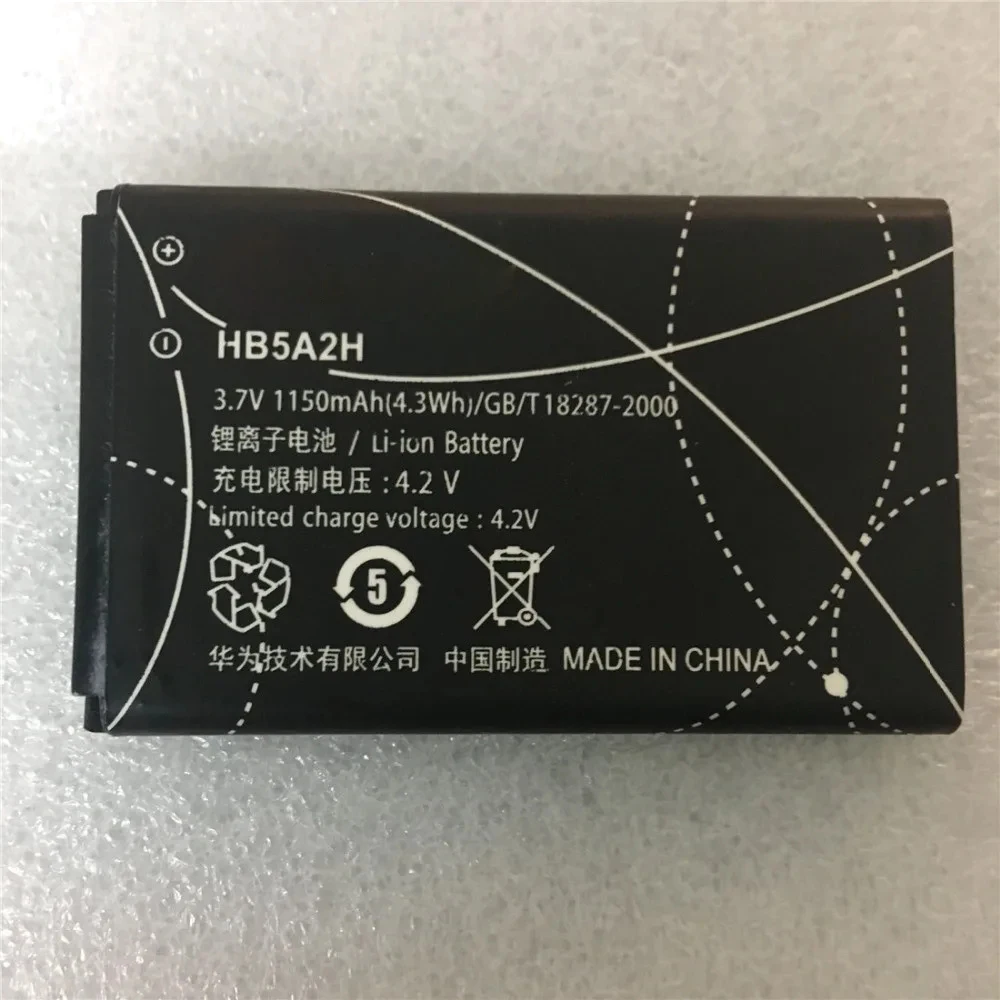 HB5A2H
3.7V 1150mAh(4.3Wh)/GB/T18287-2000
锂离子电池 / Li-ion Battery
充电限制电压 : 4.2 V
Limited charge voltage : 4.2V
5
华为技术有限公司 中国制造 MADE IN CHINA